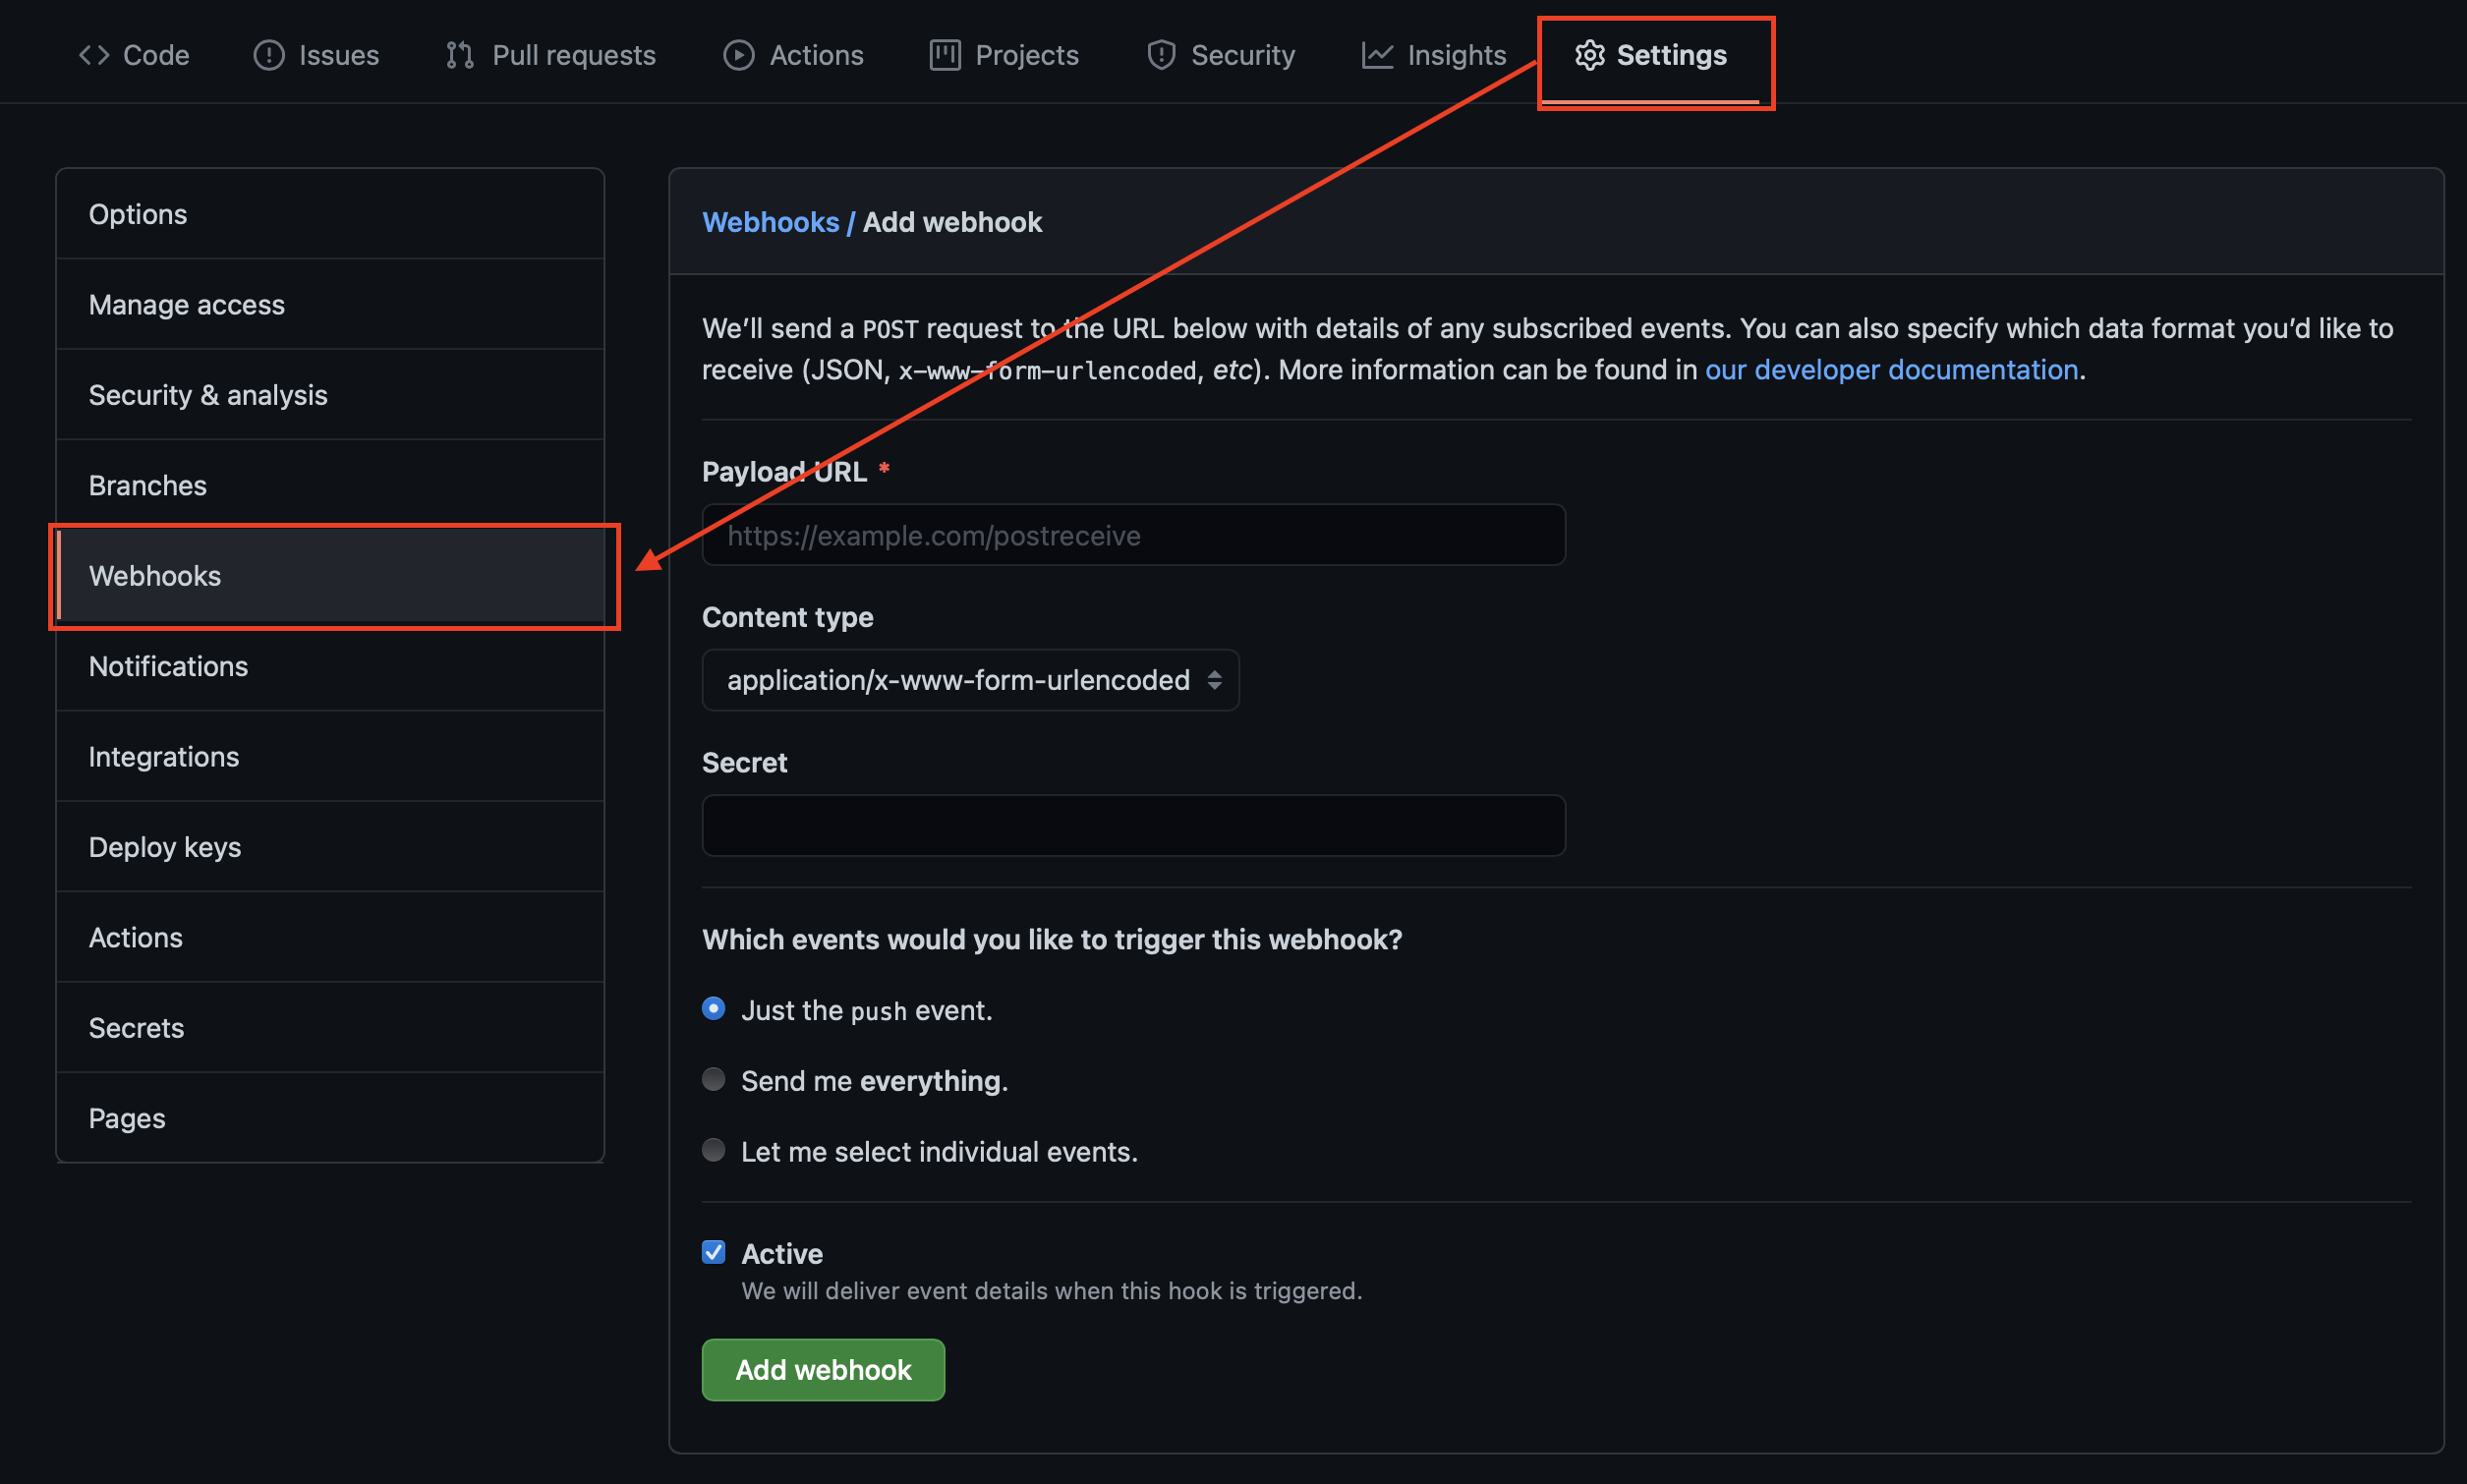 Code Issues Pull requests Actions Projects Security Insights Settings
Options
Manage access
Security & analysis
Branches
Webhooks
Notifications
Integrations
Deploy keys
Actions
Secrets
Pages
Webhooks / Add webhook
We’ll send a POST request to the URL below with details of any subscribed events. You can also specify which data format you’d like to
receive (JSON, x-www-form-urlencoded, etc). More information can be found in our developer documentation.
Payload URL *
https://example.com/postreceive
Content type
application/x-www-form-urlencoded
Secret
Which events would you like to trigger this webhook?
Just the push event.
Send me everything.
Let me select individual events.
Active
We will deliver event details when this hook is triggered.
Add webhook